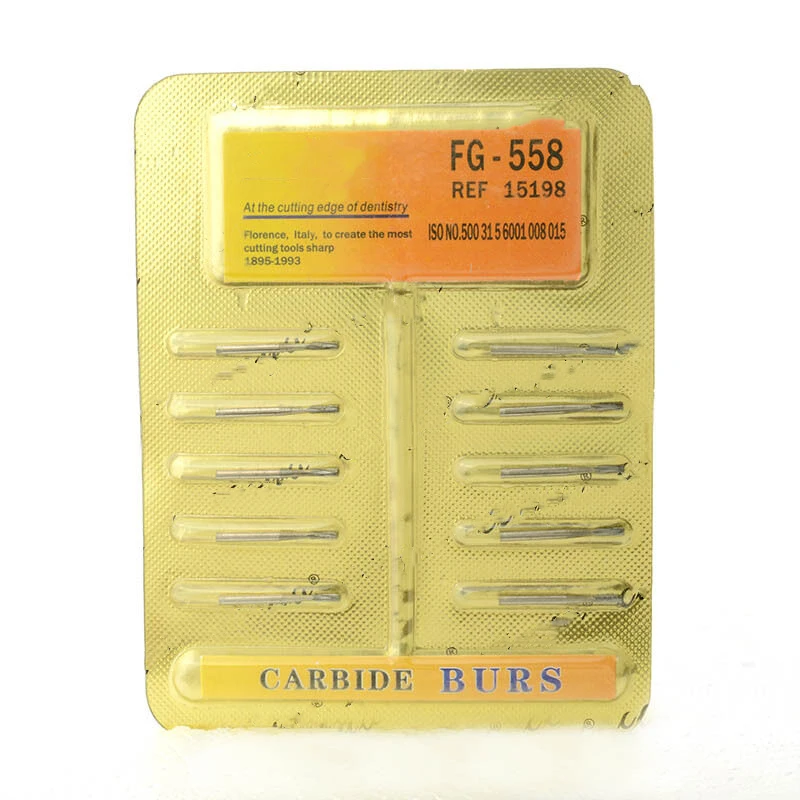 FG - 558
REF 15198
At the cutting edge of dentistry
ISO NO.500 31 5 6001 008 015
Florence, Italy, to create the most
cutting tools sharp
1895-1993
®
®
®
®
®
CARBIDE BURS